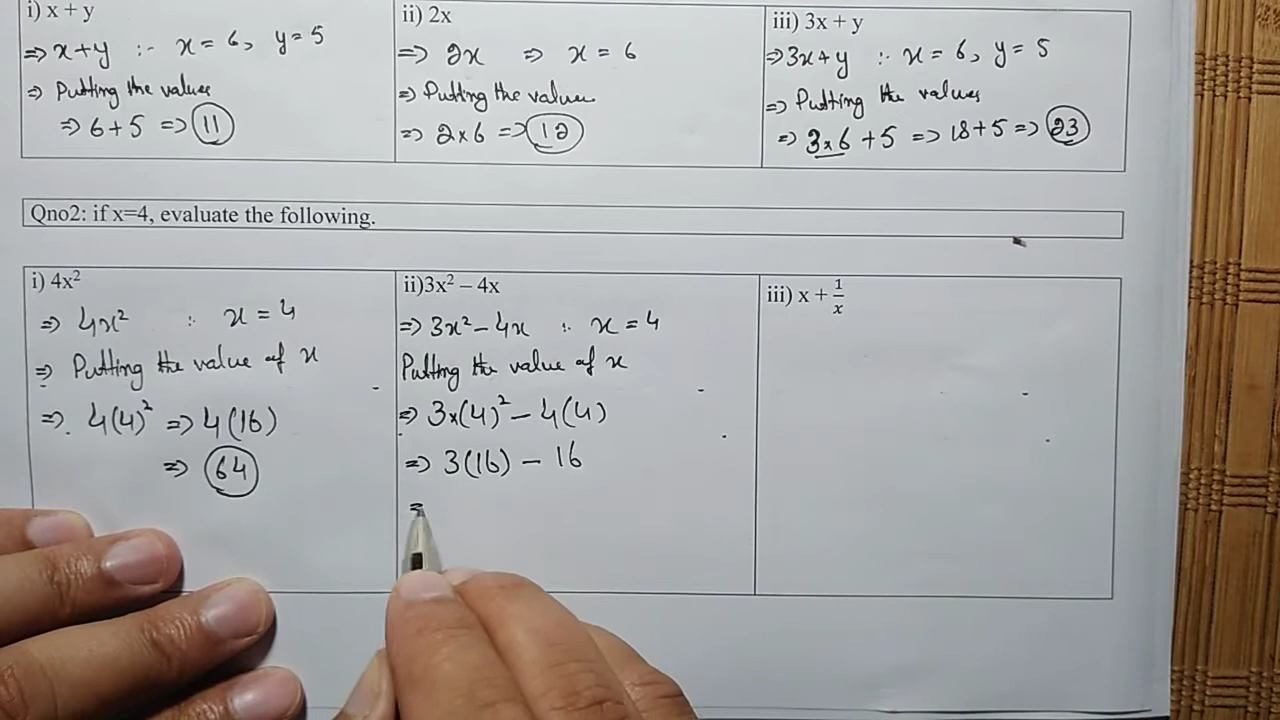 i) x + y
⇒ x+y ∵ x = 6, y = 5
⇒ Putting the values
⇒ 6+5 ⇒ 11
ii) 2x
⇒ 2x ⇒ x = 6
⇒ Putting the values
⇒ 2×6 ⇒ 12
iii) 3x + y
⇒ 3x+y ∵ x = 6, y = 5
⇒ Putting the values
⇒ 3×6 + 5 ⇒ 18+5 ⇒ 23
Qno2: if x=4, evaluate the following.
i) 4x²
⇒ 4x² ∵ x = 4
⇒ Putting the value of x
⇒ 4(4)² ⇒ 4(16)
⇒ 64
ii)3x² – 4x
⇒ 3x² – 4x ∵ x = 4
Putting the value of x
⇒ 3×(4)² – 4(4)
⇒ 3(16) – 16
=
iii) x + 1/x